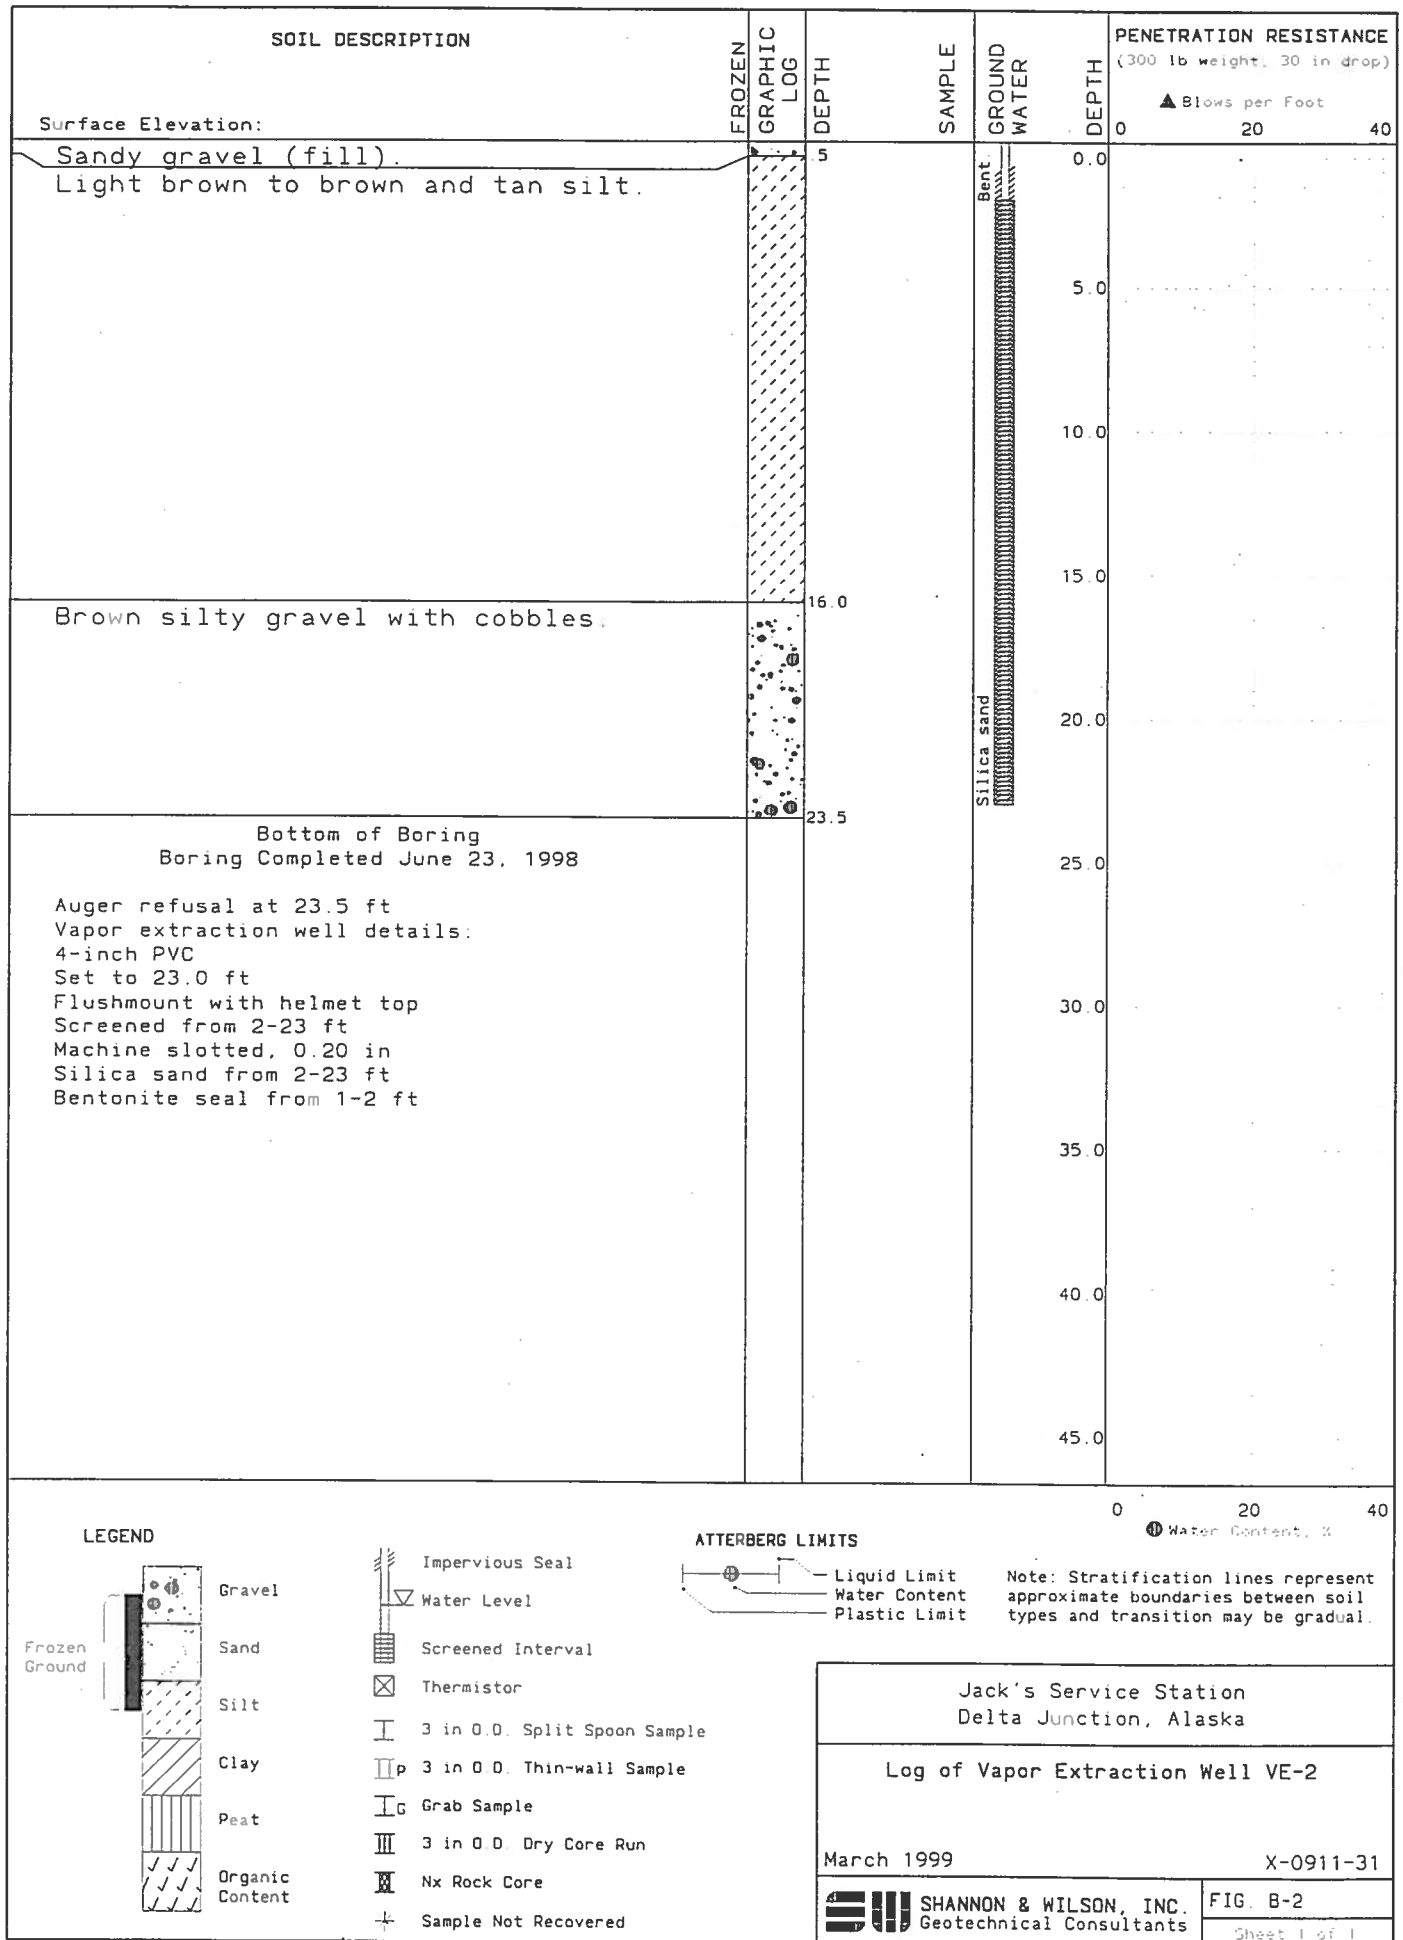 SOIL DESCRIPTION
Surface Elevation:
FROZEN
GRAPHIC LOG
DEPTH
SAMPLE
GROUND WATER
DEPTH
PENETRATION RESISTANCE
(300 lb weight, 30 in drop)
▲ Blows per Foot
0 20 40
Sandy gravel (fill).
.5
Light brown to brown and tan silt.
Bent.
0.0
5.0
10.0
15.0
16.0
Brown silty gravel with cobbles.
Silica sand
20.0
23.5
Bottom of Boring
Boring Completed June 23, 1998
25.0
Auger refusal at 23.5 ft
Vapor extraction well details:
4-inch PVC
Set to 23.0 ft
Flushmount with helmet top
Screened from 2-23 ft
Machine slotted, 0.20 in
Silica sand from 2-23 ft
Bentonite seal from 1-2 ft
30.0
35.0
40.0
45.0
0 20 40
Water Content, %
LEGEND
Frozen
Ground
Gravel
Sand
Silt
Clay
Peat
Organic
Content
Impervious Seal
Water Level
Screened Interval
Thermistor
3 in O.D. Split Spoon Sample
P 3 in O.D. Thin-wall Sample
G Grab Sample
3 in O.D. Dry Core Run
Nx Rock Core
Sample Not Recovered
ATTERBERG LIMITS
Liquid Limit
Water Content
Plastic Limit
Note: Stratification lines represent
approximate boundaries between soil
types and transition may be gradual.
Jack's Service Station
Delta Junction, Alaska
Log of Vapor Extraction Well VE-2
March 1999 X-0911-31
SHANNON & WILSON, INC.
Geotechnical Consultants
FIG. B-2
Sheet 1 of 1